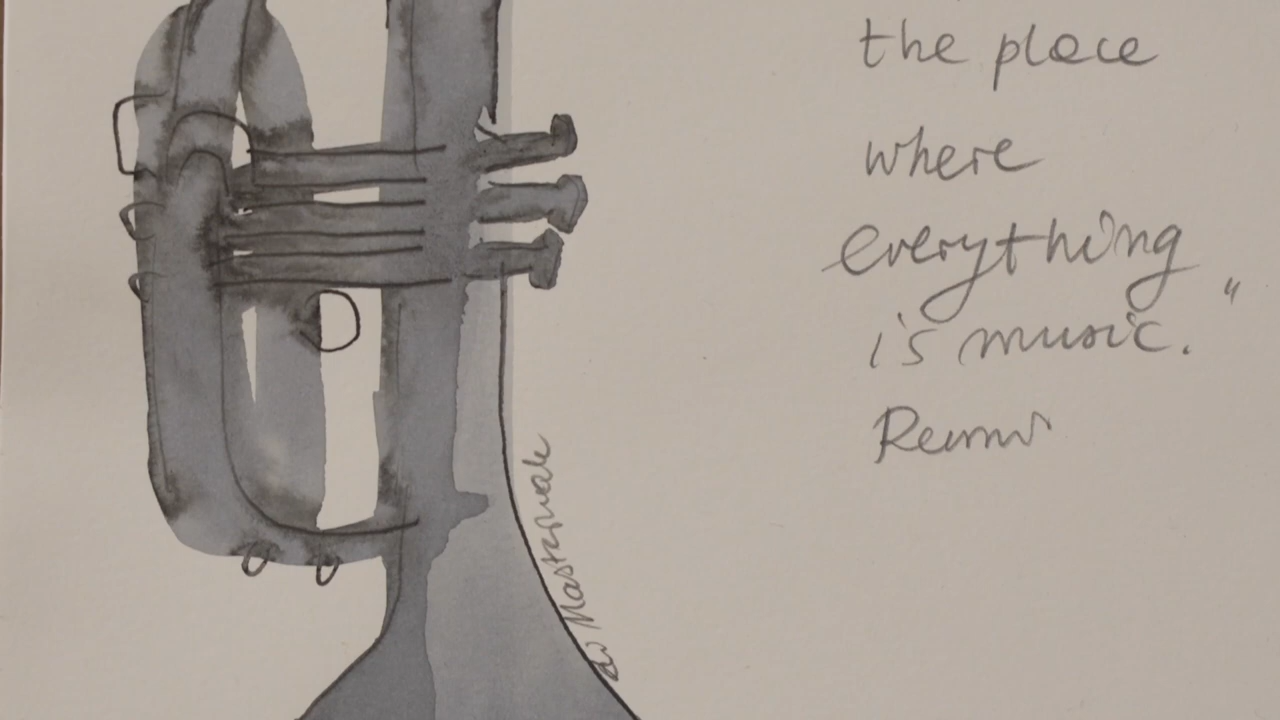 the place
where
everything
is music."
Rumi